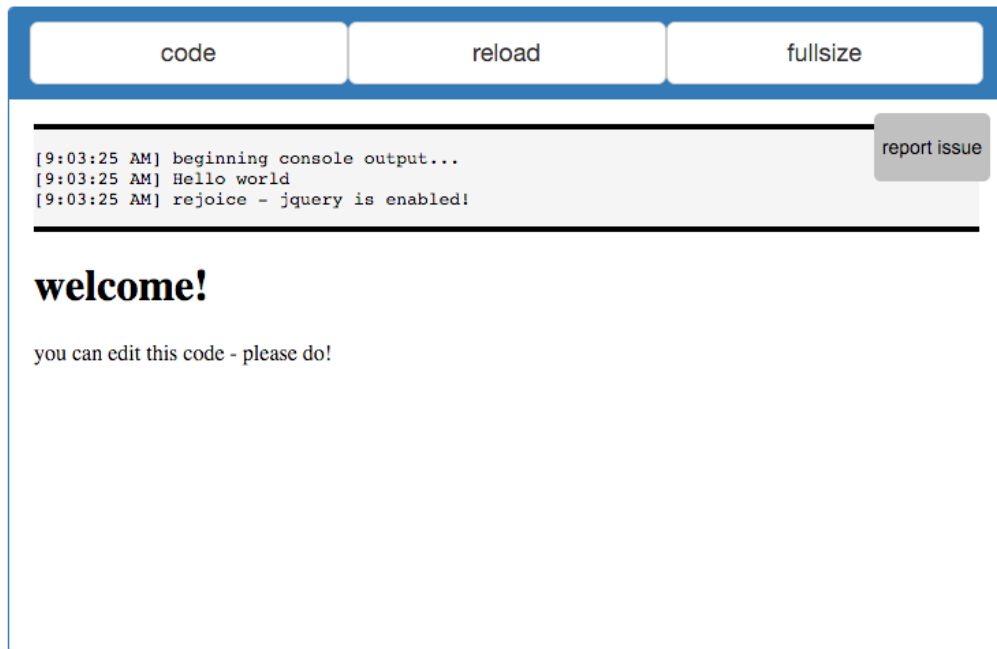 code
reload
fullsize
report issue
[9:03:25 AM] beginning console output...
[9:03:25 AM] Hello world
[9:03:25 AM] rejoice - jquery is enabled!
welcome!
you can edit this code - please do!